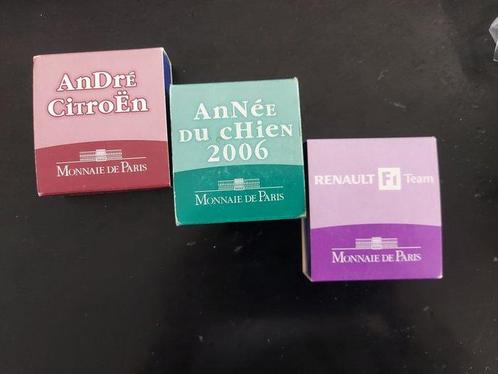 AnDRÉ
CiTROËn
MONNAIE DE PARIS
AnNÉE
DU cHIEN
2006
MONNAIE DE PARIS
RENAULT F1 Team
MONNAIE DE PARIS